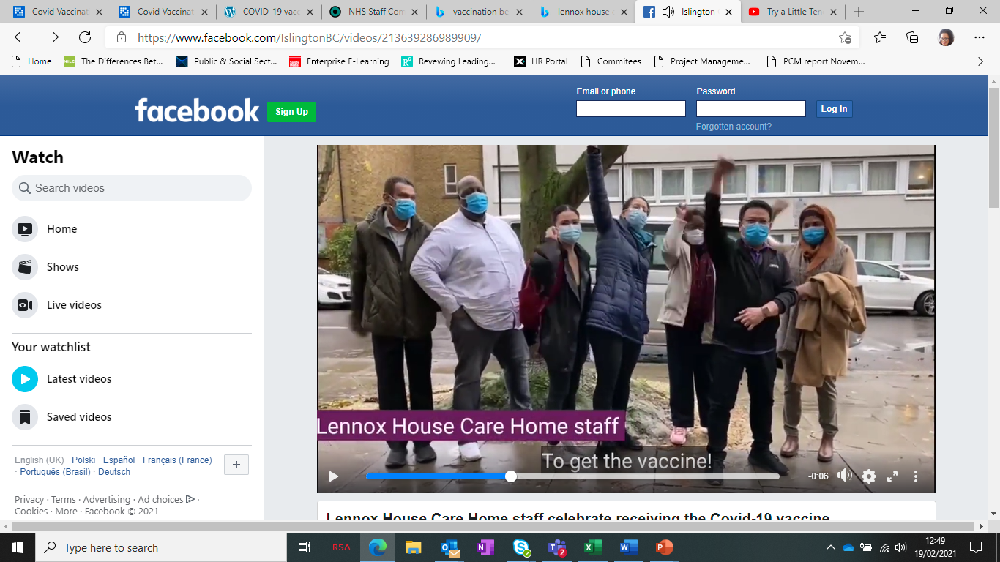 Covid Vaccinat
Covid Vaccinat
COVID-19 vacc
NHS Staff Com
vaccination be
lennox house c
Islington
Try a Little Ten
https://www.facebook.com/IslingtonBC/videos/213639286989909/
Home
The Differences Bet...
Public & Social Sect...
Enterprise E-Learning
Revewing Leading...
HR Portal
Commitees
Project Manageme...
PCM report Novem...
facebook
Sign Up
Email or phone
Password
Log In
Forgotten account?
Watch
Search videos
Home
Shows
Live videos
Your watchlist
Latest videos
Saved videos
English (UK) · Polski · Español · Français (France)
· Português (Brasil) · Deutsch
Privacy · Terms · Advertising · Ad choices ·
Cookies · More · Facebook © 2021
Lennox House Care Home staff
To get the vaccine!
-0:06
Lennox House Care Home staff celebrate receiving the Covid-19 vaccine
Type here to search
RSA
2
12:49
19/02/2021